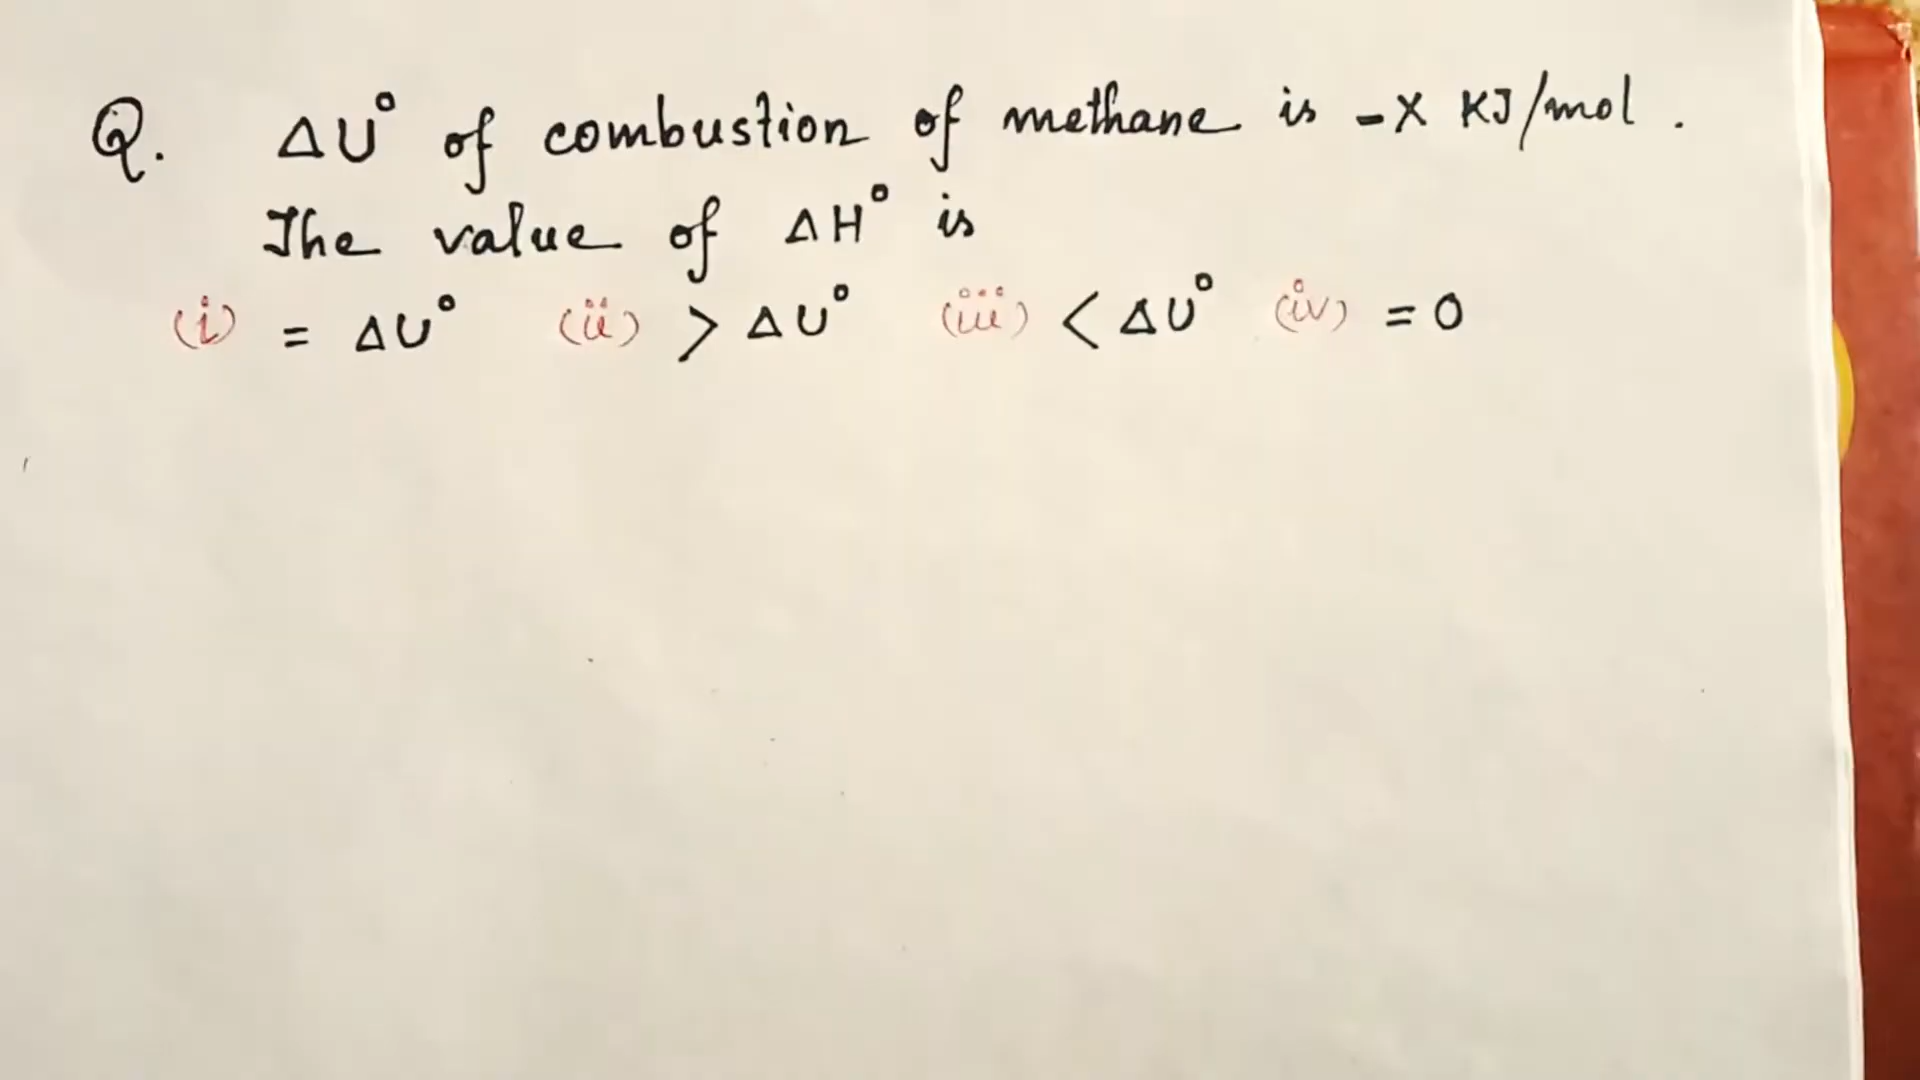 Q. ΔU° of combustion of methane is -X KJ/mol.
The value of ΔH° is
(i) = ΔU° (ii) > ΔU° (iii) < ΔU° (iv) = 0